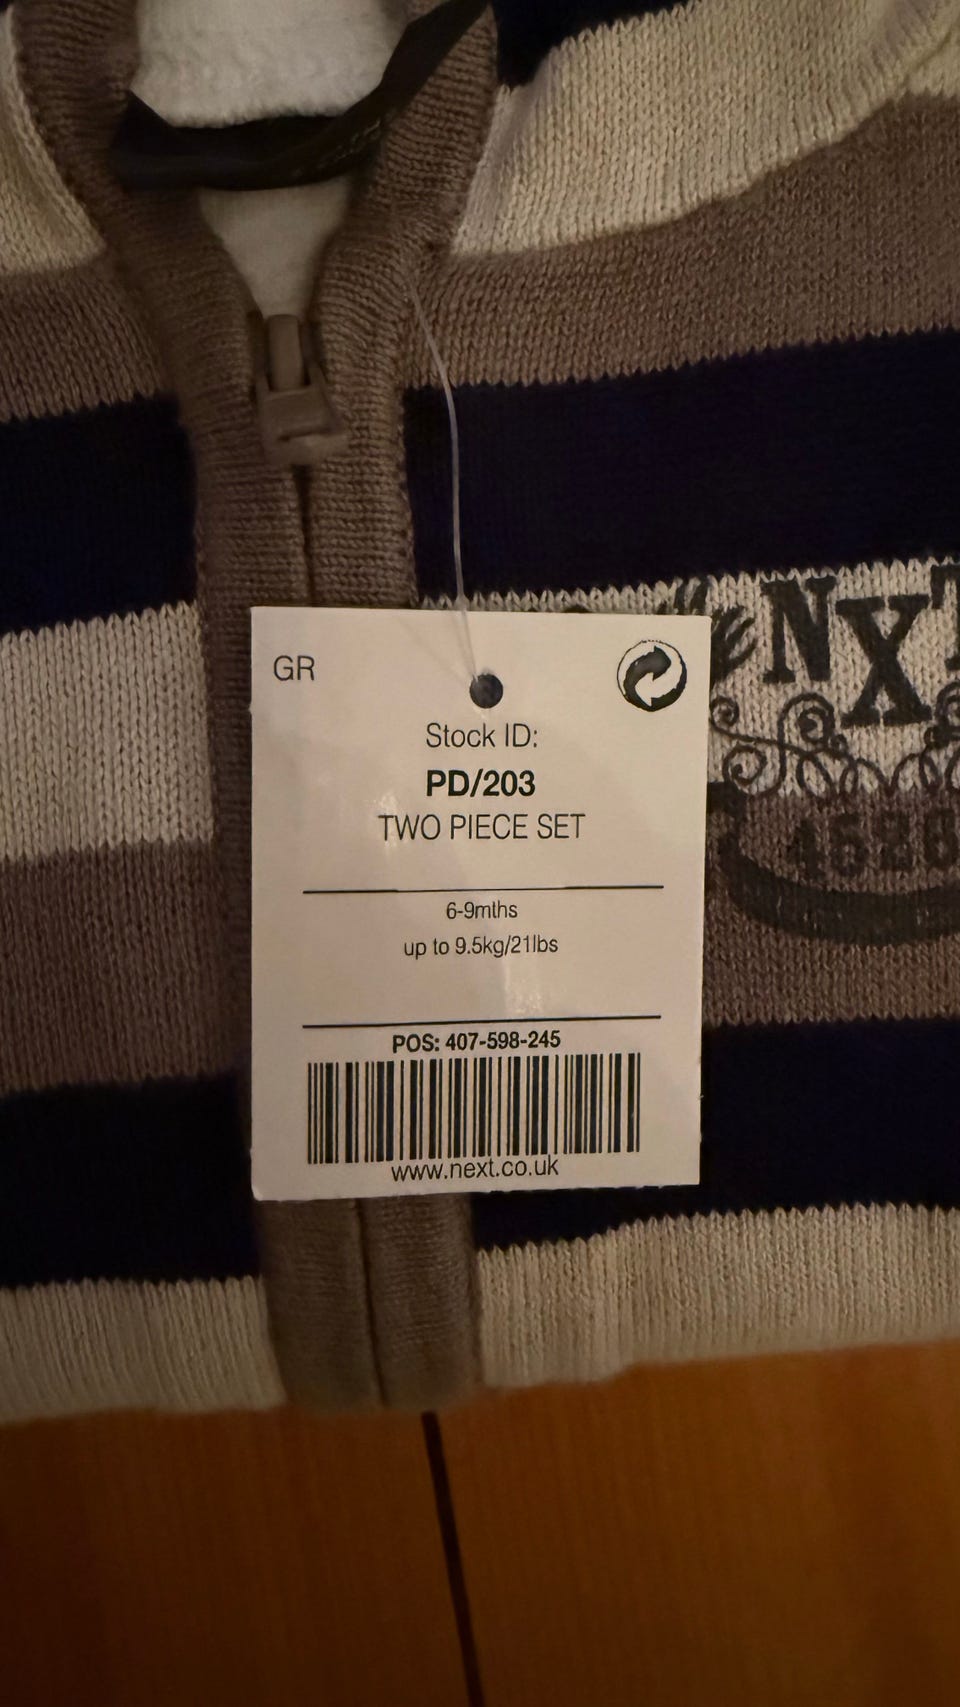 GR
Stock ID:
PD/203
TWO PIECE SET
6-9mths
up to 9.5kg/21lbs
POS: 407-598-245
www.next.co.uk
NXT